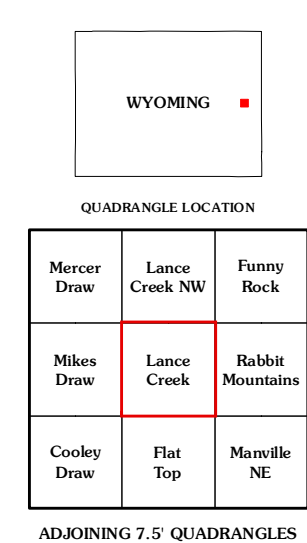 WYOMING
QUADRANGLE LOCATION
Mercer
Draw
Lance
Creek NW
Funny
Rock
Mikes
Draw
Lance
Creek
Rabbit
Mountains
Cooley
Draw
Flat
Top
Manville
NE
ADJOINING 7.5' QUADRANGLES